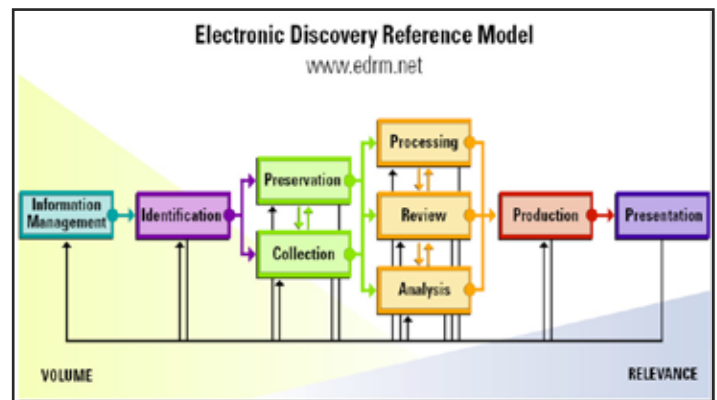 Electronic Discovery Reference Model
www.edrm.net
Processing
Preservation
Information
Management
Identification
Review
Production
Presentation
Collection
Analysis
VOLUME
RELEVANCE